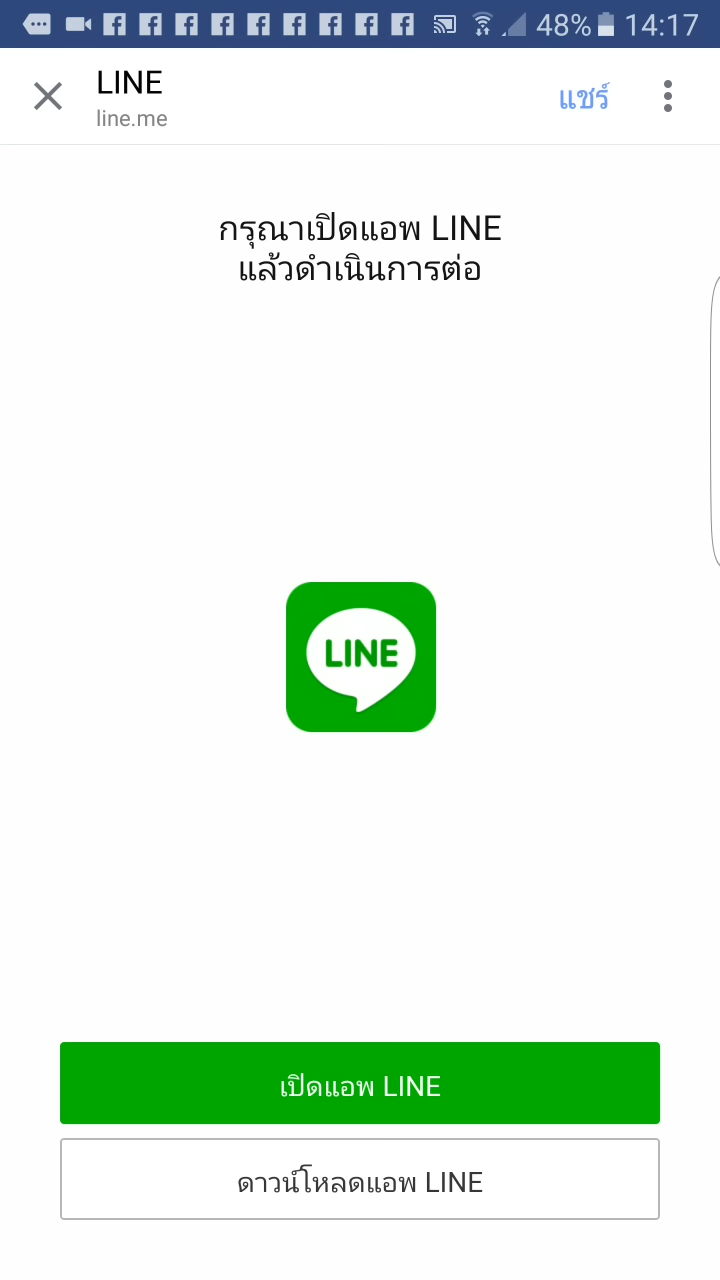 48% 14:17
LINE
line.me
แชร์
กรุณาเปิดแอพ LINE
แล้วดำเนินการต่อ
LINE
เปิดแอพ LINE
ดาวน์โหลดแอพ LINE